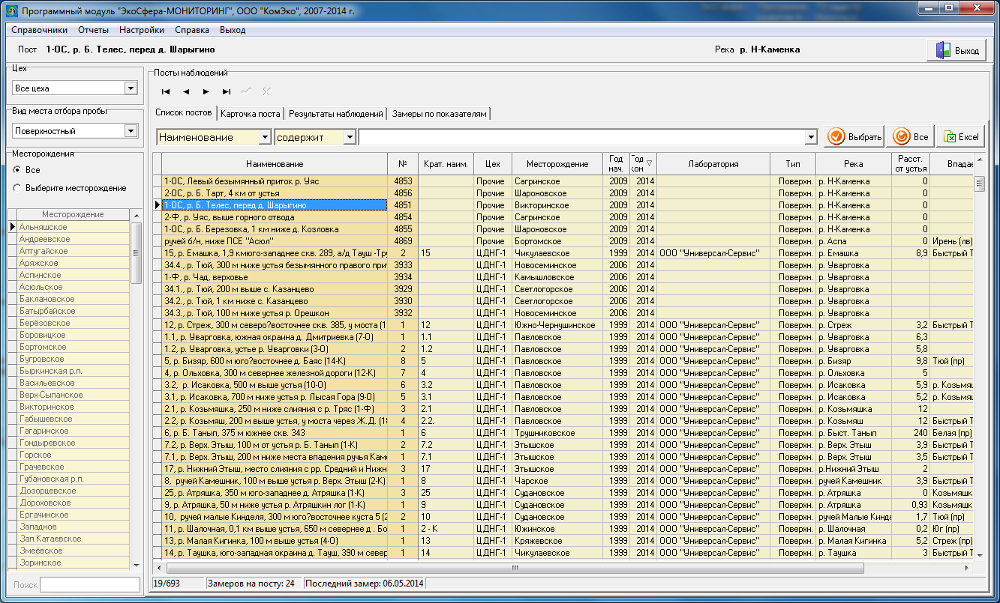 Программный модуль "ЭкоСфера-МОНИТОРИНГ", ООО "КомЭко", 2007-2014 г.
Справочники Отчеты Настройки Справка Выход
Пост 1-ОС, р. Б. Телес, перед д. Шарыгино Река р. Н-Каменка Выход
Цех
Все цеха
Вид места отбора пробы
Поверхностный
Месторождения
Все
Выберите месторождение
Месторождение
Альняшское
Андреевское
Аптугайское
Аряжское
Аспинское
Асюльское
Баклановское
Батырбайское
Берёзовское
Боровицкое
Бортомское
Бугровское
Быркинская р.п.
Васильевское
Верх-Сыпанское
Викторинское
Габышевское
Гагаринское
Гондыревское
Горское
Грачевское
Губановская р.п.
Дозорцевское
Дороховское
Ергачинское
Западное
Зап.Катаевское
Змеёвское
Зоринское
Поиск
Посты наблюдений
Список постов Карточка поста Результаты наблюдений Замеры по показателям
Наименование содержит Выбрать Все Excel
Наименование № Крат. наим. Цех Месторождение Год нач. Год кон Лаборатория Тип Река Расст. от устья Впадае
1-ОС, Левый безымянный приток р. Уяс 4853 Прочие Сагринское 2009 2014 Поверхн. р. Н-Каменка 0
2-ОС, р. Б. Тарт, 4 км от устья 4856 Прочие Шароновское 2009 2014 Поверхн. р. Н-Каменка 0
1-ОС, р. Б. Телес, перед д. Шарыгино 4851 Прочие Викторинское 2009 2014 Поверхн. р. Н-Каменка 0
2-Ф, р. Уяс, выше горного отвода 4854 Прочие Сагринское 2009 2014 Поверхн. р. Н-Каменка 0
1-ОС, р. Б. Березовка, 1 км ниже д. Козловка 4855 Прочие Шароновское 2009 2014 Поверхн. р. Н-Каменка 0
ручей б/н, ниже ПСЕ "Асюл" 4869 Прочие Бортомское 2009 2014 Поверхн. р. Аспа Ирень (лв)
15, р. Емашка, 1,9 кмюго-западнее скв. 289, а/д Тауш -Тру 2 15 ЦДНГ-1 Чикулаевское 1999 2014 ООО "Универсал-Сервис" Поверхн. р. Емашка 8,9 Быстрый Т
34.4., р. Тюй, 300 м ниже устья безымянного правого при 3933 ЦДНГ-1 Новосеминское 2006 2014 Поверхн. р. Уварговка
1-Ф, р. Чад, верховье 3934 ЦДНГ-1 Камышловское 2006 2014 Поверхн. р. Уварговка
34.1., р. Тюй, 200 м выше с. Казанцево 3929 ЦДНГ-1 Светлогорское 2006 2014 Поверхн. р. Уварговка
34.2., р. Тюй, 1 км ниже с. Казанцево 3930 ЦДНГ-1 Светлогорское 2006 2014 Поверхн. р. Уварговка
34.3., р. Тюй, 100 м ниже устья р. Орешкон 3932 ЦДНГ-1 Новосеминское 2006 2014 Поверхн. р. Уварговка
12, р. Стреж, 300 м северо?восточнее скв. 385, у моста (1 1 12 ЦДНГ-1 Южно-Чернушинское 1999 2014 ООО "Универсал-Сервис" Поверхн. р. Стреж 3,2 Быстрый Т
1.1, р. Уварговка, южная окраина д. Дмитриевка (7-О) 1 1.1 ЦДНГ-1 Павловское 1999 2014 ООО "Универсал-Сервис" Поверхн. р. Уварговка 6,3
1.2, р. Уварговка, устье р. Уварговки (3-О) 2 1.2 ЦДНГ-1 Павловское 1999 2014 ООО "Универсал-Сервис" Поверхн. р. Уварговка 5,8
5, р. Бизяр, 600 м юго?восточнее д. Баяс (14-К) 8 5 ЦДНГ-1 Павловское 1999 2014 ООО "Универсал-Сервис" Поверхн. р. Бизяр 9,8 Тюй (пр)
4, р. Ольховка, 300 м севернее железной дороги (12-К) 7 4 ЦДНГ-1 Павловское 1999 2014 ООО "Универсал-Сервис" Поверхн. р. Ольховка 5
3.2, р. Исаковка, 500 м выше устья (10-О) 6 3.2 ЦДНГ-1 Павловское 1999 2014 ООО "Универсал-Сервис" Поверхн. р. Исаковка 5,9 р. Козьмяш
3.1, р. Исаковка, 700 м ниже устья р. Лысая Гора (9-О) 5 3.1 ЦДНГ-1 Павловское 1999 2014 ООО "Универсал-Сервис" Поверхн. р. Исаковка 5,2 р. Козьмяш
2.1, р. Козьмяшка, 250 м ниже слияния с р. Тряс (1-Ф) 3 2.1 ЦДНГ-1 Павловское 1999 2014 ООО "Универсал-Сервис" Поверхн. р. Козьмяшка 12
2.2, р. Козьмяшка, 200 м выше устья, у моста через Ж.Д. (18 4 2.2. ЦДНГ-1 Павловское 1999 2014 ООО "Универсал-Сервис" Поверхн. р. Козьмяш 12 Быстрый Т
6, р. Б. Танып, 375 м южнее скв. 343 1 6 ЦДНГ-1 Трушниковское 1999 2014 ООО "Универсал-Сервис" Поверхн. р. Быст. Танып 240 Белая (пр)
7.2, р. Верх. Этыш, 100 м от устья р. Б. Танып (1-К) 2 7.2 ЦДНГ-1 Этышское 1999 2014 ООО "Универсал-Сервис" Поверхн. р. Верх. Этыш 3,9 Быстрый Т
7.1, р. Верх. Этыш, 200 м ниже места впадения ручья Кам 1 7.1 ЦДНГ-1 Этышское 1999 2014 ООО "Универсал-Сервис" Поверхн. р. Верх. Этыш 3,5 Быстрый Т
17, р. Нижний Этыш, место слияния с рр. Средний и Нижн 3 17 ЦДНГ-1 Этышское 1999 2014 ООО "Универсал-Сервис" Поверхн. р.Нижний Этыш 2
8, ручей Камешник, 100 м выше устья р. Верх. Этыш (2-К) 1 8 ЦДНГ-1 Чарское 1999 2014 ООО "Универсал-Сервис" Поверхн. ручей Камешник 3,9 Быстрый Т
25, р. Атряшка, 350 м юго-западнее д. Атряшка (1-К) 3 25 ЦДНГ-1 Судановское 1999 2014 ООО "Универсал-Сервис" Поверхн. р. Атряшка 0 Козьмяшк
9, р. Атряшка, 50 м ниже устья р. Атряшкин лог (1-К) 1 9 ЦДНГ-1 Судановское 1999 2014 ООО "Универсал-Сервис" Поверхн. р. Атряшка 0,93 Козьмяшк
10, ручей малые Кинделя, 300 м юго?восточнее куста 5 (2 2 10 ЦДНГ-1 Судановское 1999 2014 ООО "Универсал-Сервис" Поверхн. ручей Малые Кинде 1,7 Тюй (пр)
11, р. Шалочная, 0,1 км выше устья, 650 м севернее д . Бо 1 2 - К ЦДНГ-1 Южинское 1999 2014 ООО "Универсал-Сервис" Поверхн. р. Шалочная 0,2 Юг (пр)
13, р. Малая Кигинка, 100 м выше устья (4-О) 1 13 ЦДНГ-1 Кряжевское 1999 2014 ООО "Универсал-Сервис" Поверхн. р. Малая Кигинка 5,2 Стреж (пр)
14, р. Таушка, юго-западная окраина д. Тауш, 390 м север 1 14 ЦДНГ-1 Чикулаевское 1999 2014 ООО "Универсал-Сервис" Поверхн. р. Таушка 3 Быстрый Т
19/693 Замеров на посту: 24 Последний замер: 06.05.2014